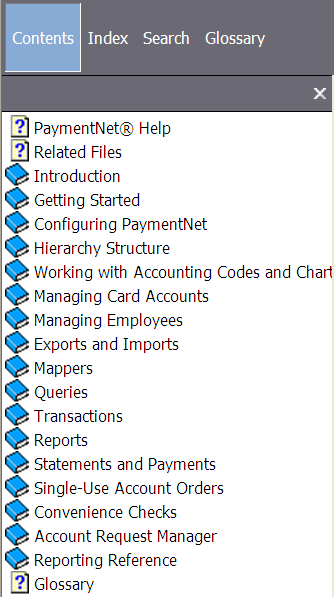 Contents Index Search Glossary
PaymentNet® Help
Related Files
Introduction
Getting Started
Configuring PaymentNet
Hierarchy Structure
Working with Accounting Codes and Chart
Managing Card Accounts
Managing Employees
Exports and Imports
Mappers
Queries
Transactions
Reports
Statements and Payments
Single-Use Account Orders
Convenience Checks
Account Request Manager
Reporting Reference
Glossary